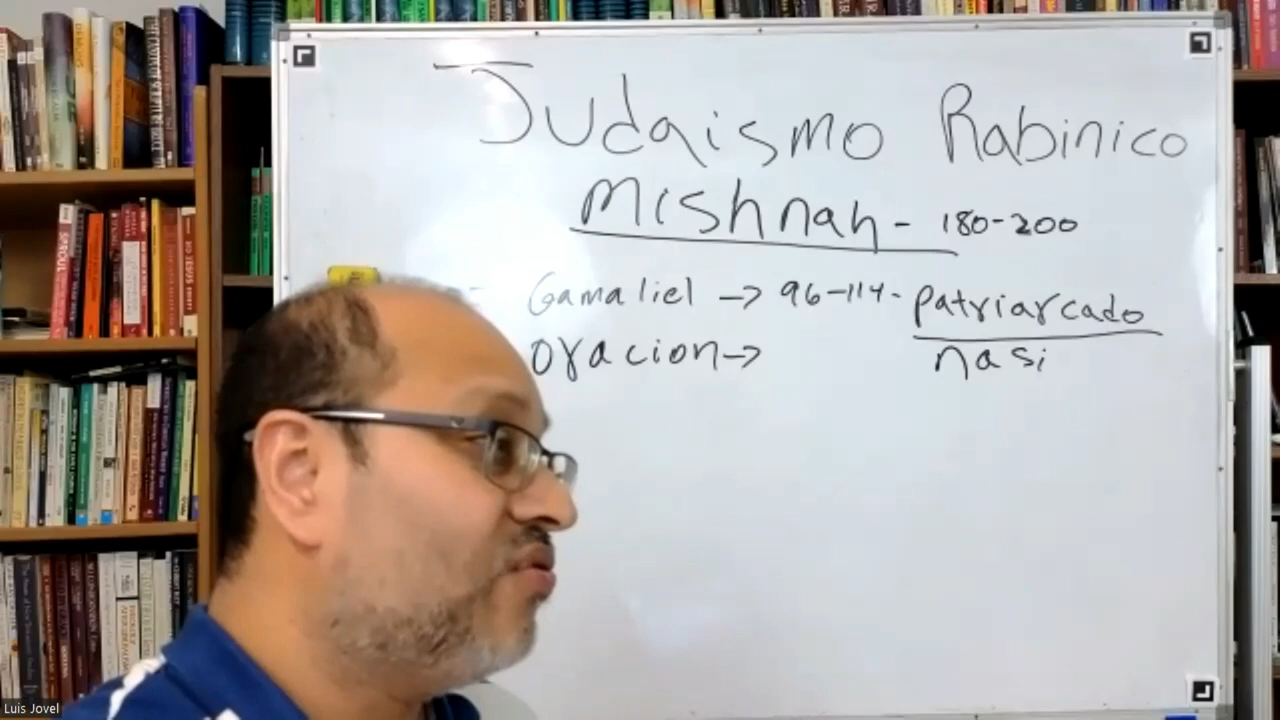 Judaismo Rabinico
Mishnah - 180-200
Gamaliel -> 96-114- patriarcado
oracion ->
nasi
Luis Jovel